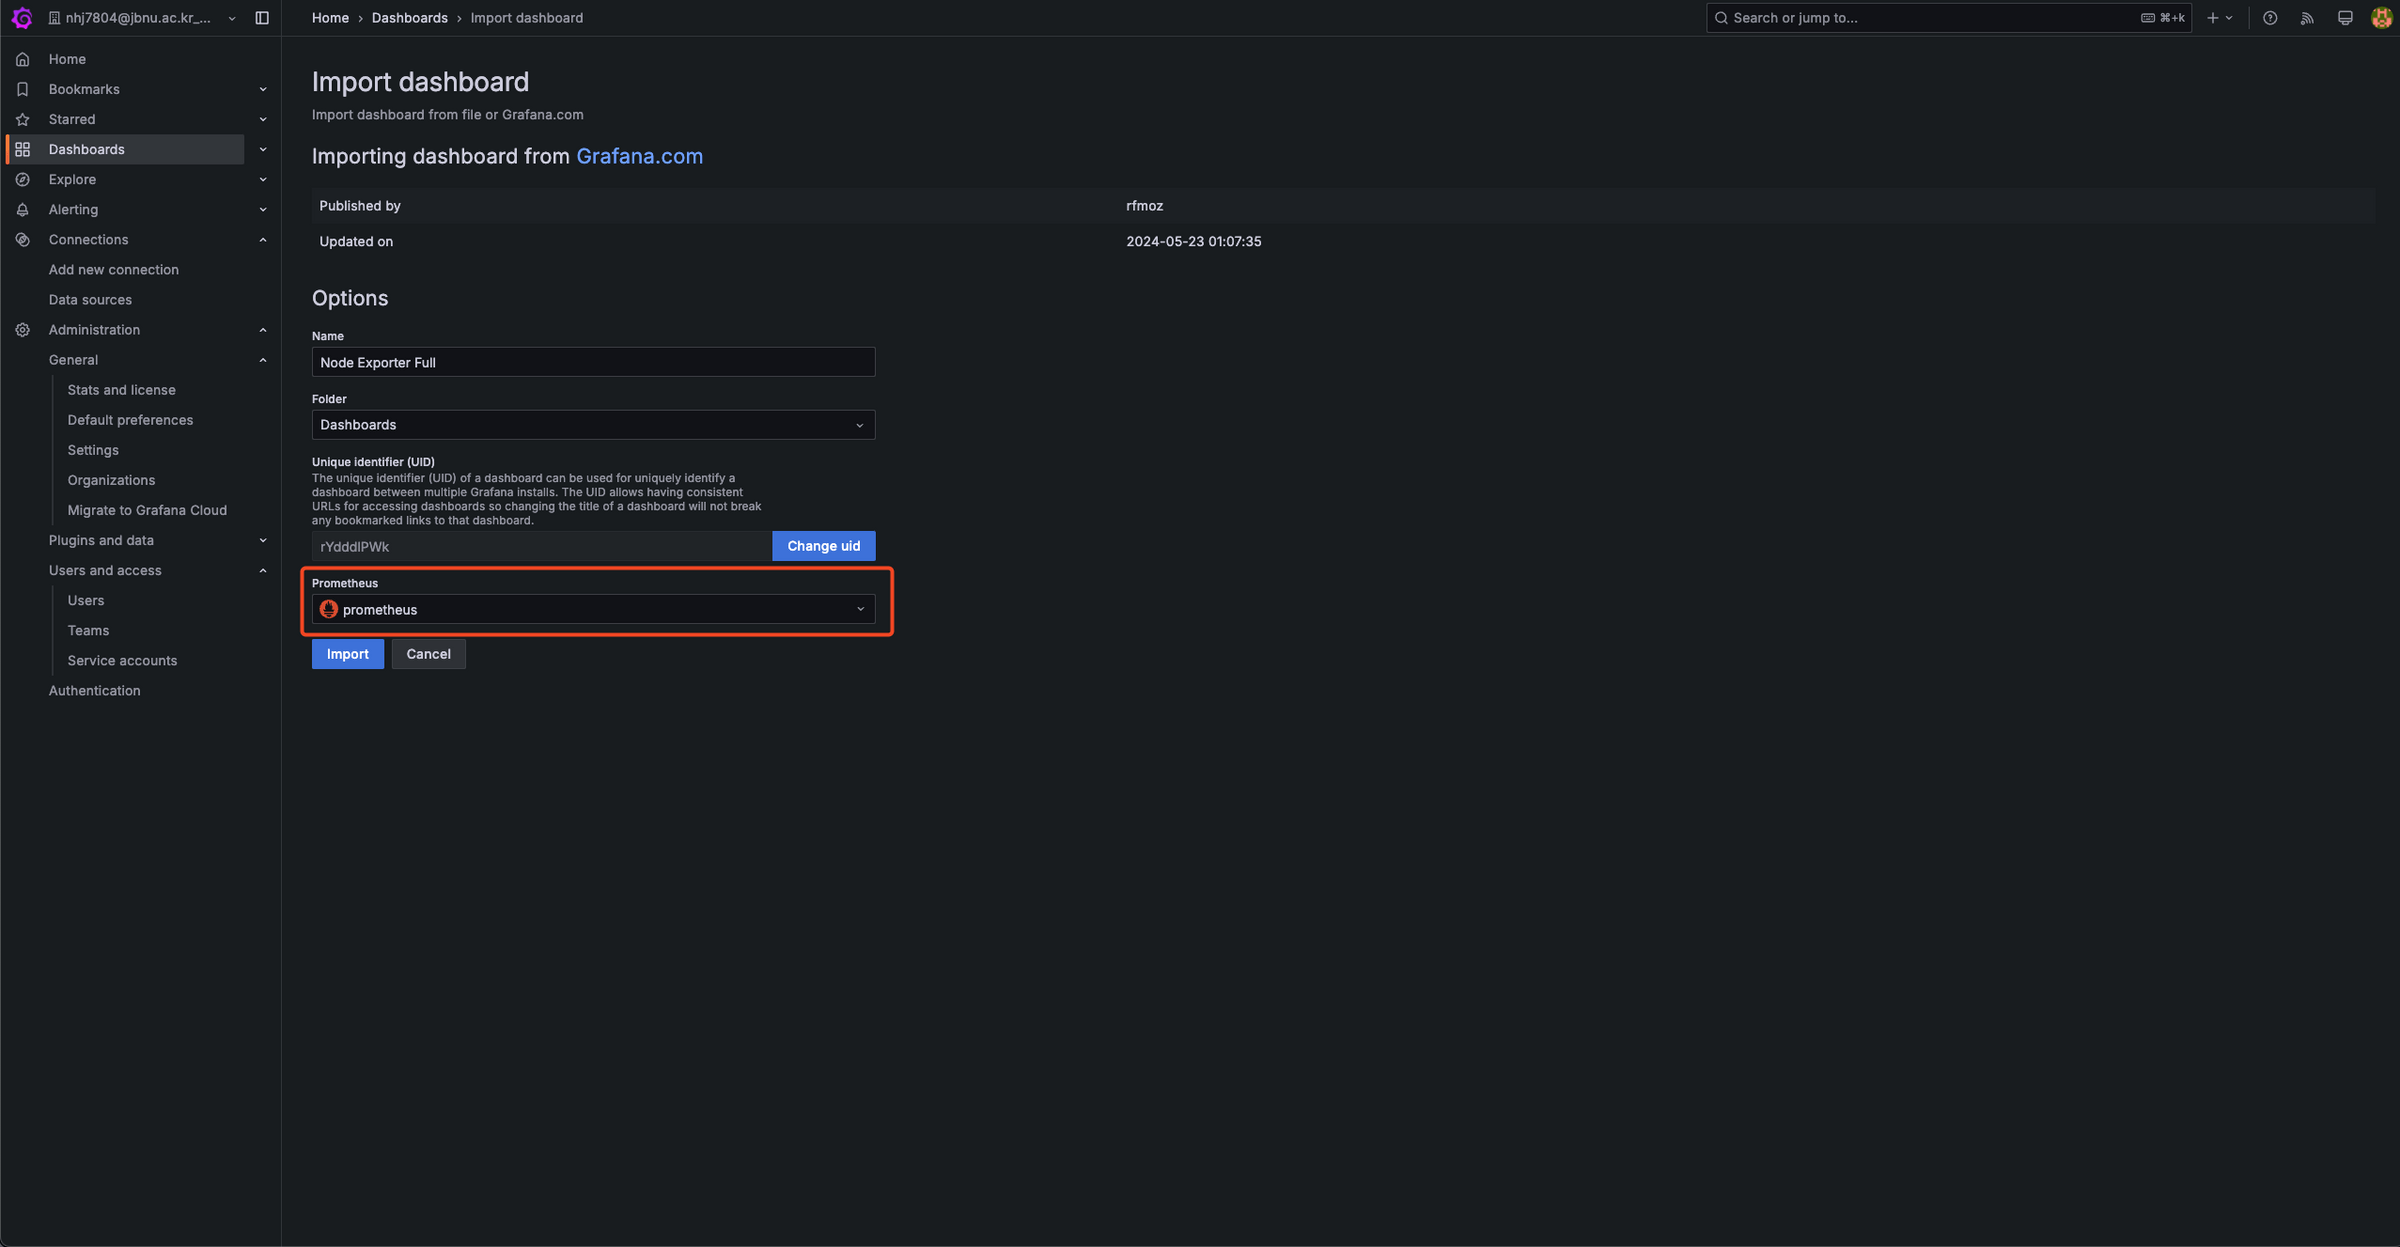 nhj7804@jbnu.ac.kr_...
Home › Dashboards › Import dashboard
Search or jump to...
⌘+k
Home
Bookmarks
Starred
Dashboards
Explore
Alerting
Connections
Add new connection
Data sources
Administration
General
Stats and license
Default preferences
Settings
Organizations
Migrate to Grafana Cloud
Plugins and data
Users and access
Users
Teams
Service accounts
Authentication
Import dashboard
Import dashboard from file or Grafana.com
Importing dashboard from Grafana.com
Published by rfmoz
Updated on 2024-05-23 01:07:35
Options
Name
Node Exporter Full
Folder
Dashboards
Unique identifier (UID)
The unique identifier (UID) of a dashboard can be used for uniquely identify a
dashboard between multiple Grafana installs. The UID allows having consistent
URLs for accessing dashboards so changing the title of a dashboard will not break
any bookmarked links to that dashboard.
rYdddlPWk
Change uid
Prometheus
prometheus
Import
Cancel